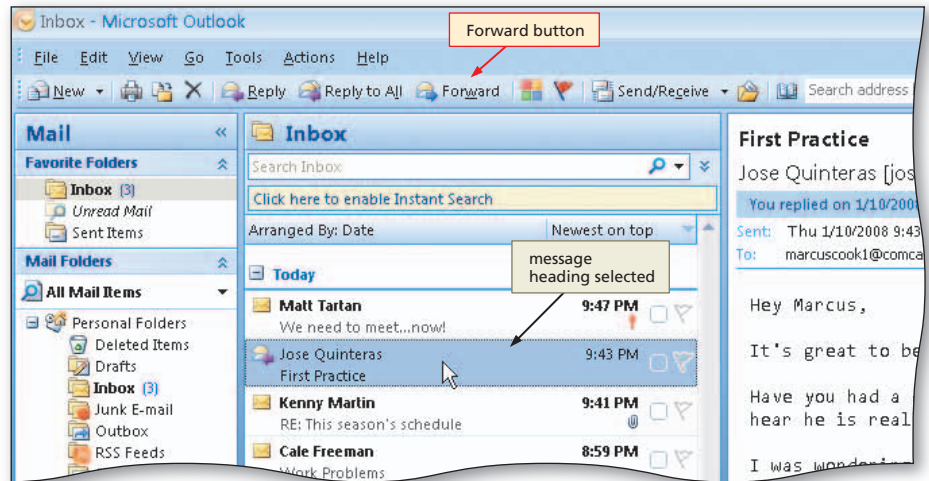 Inbox - Microsoft Outlook
Forward button
File Edit View Go Tools Actions Help
New Reply Reply to All Forward Send/Receive Search address
Mail
Favorite Folders
Inbox (3)
Unread Mail
Sent Items
Mail Folders
All Mail Items
Personal Folders
Deleted Items
Drafts
Inbox (3)
Junk E-mail
Outbox
RSS Feeds
Inbox
Search Inbox
Click here to enable Instant Search
Arranged By: Date Newest on top
message
heading selected
Today
Matt Tartan 9:47 PM
We need to meet...now!
Jose Quinteras 9:43 PM
First Practice
Kenny Martin 9:41 PM
RE: This season's schedule
Cale Freeman 8:59 PM
Work Problems
First Practice
Jose Quinteras [jos
You replied on 1/10/2008
Sent: Thu 1/10/2008 9:43
To: marcuscook1@comca
Hey Marcus,
It's great to be
Have you had a
hear he is real
I was wondering